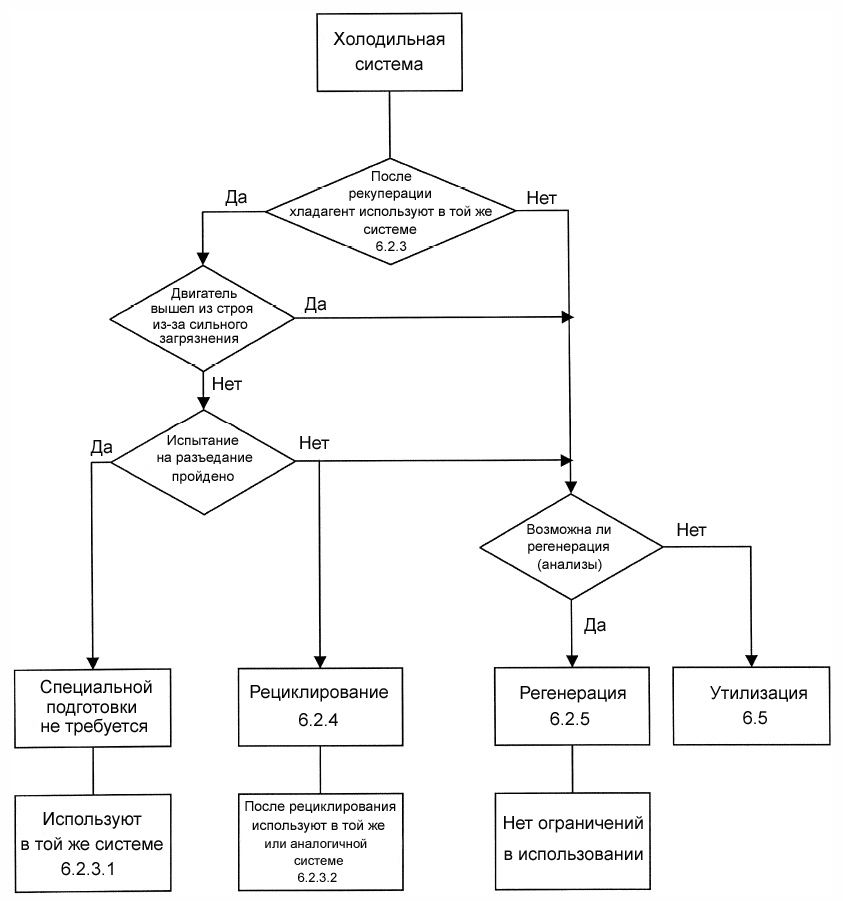 Холодильная
система
После
рекуперации
хладагент используют в той же
системе
6.2.3
Да
Нет
Двигатель
вышел из строя
из-за сильного
загрязнения
Да
Нет
Испытание
на разъедание
пройдено
Да
Нет
Возможна ли
регенерация
(анализы)
Нет
Да
Специальной
подготовки
не требуется
Рециклирование
6.2.4
Регенерация
6.2.5
Утилизация
6.5
Используют
в той же системе
6.2.3.1
После рециклирования
используют в той же
или аналогичной
системе
6.2.3.2
Нет ограничений
в использовании